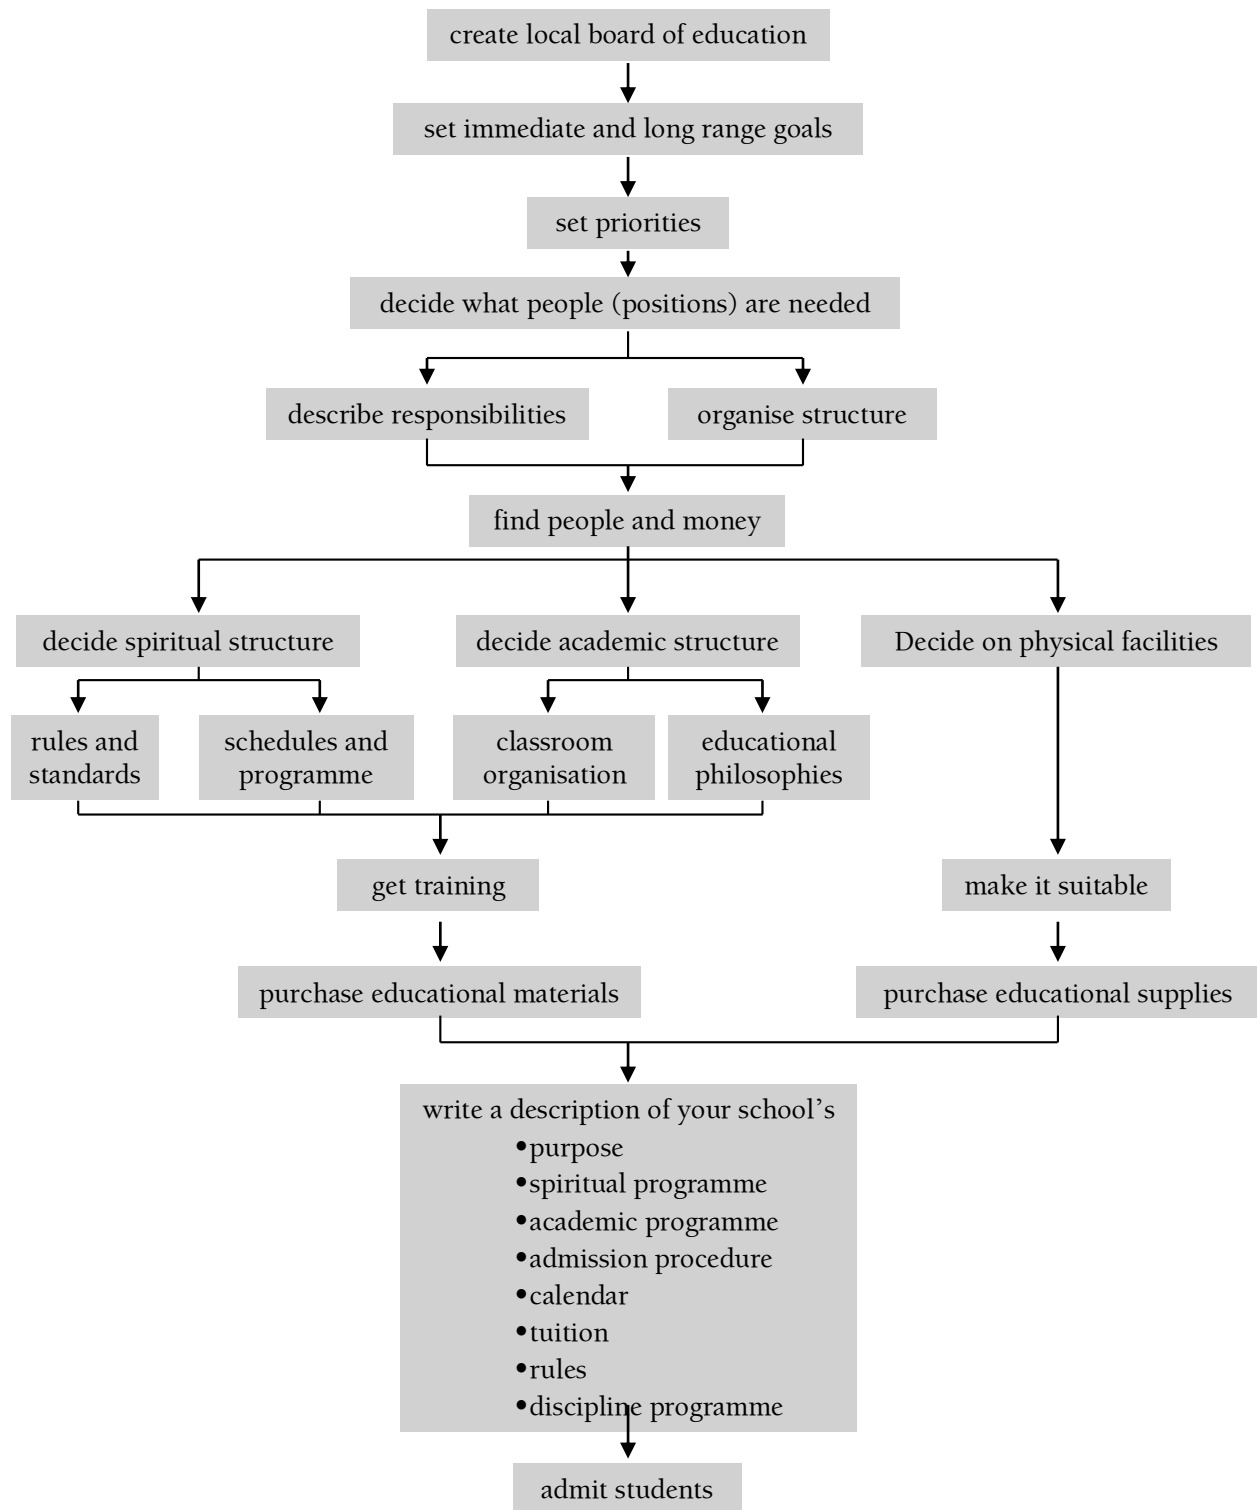 create local board of education
set immediate and long range goals
set priorities
decide what people (positions) are needed
describe responsibilities
organise structure
find people and money
decide spiritual structure
decide academic structure
Decide on physical facilities
rules and
standards
schedules and
programme
classroom
organisation
educational
philosophies
get training
make it suitable
purchase educational materials
purchase educational supplies
write a description of your school’s
•purpose
•spiritual programme
•academic programme
•admission procedure
•calendar
•tuition
•rules
•discipline programme
admit students